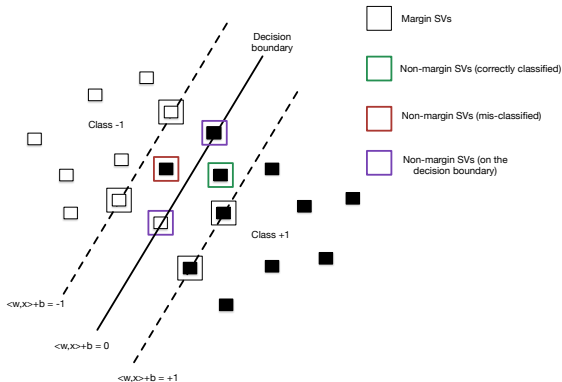 Decision
boundary
Margin SVs
Non-margin SVs (correctly classified)
Non-margin SVs (mis-classified)
Non-margin SVs (on the
decision boundary)
Class -1
Class +1
<w,x>+b = -1
<w,x>+b = 0
<w,x>+b = +1